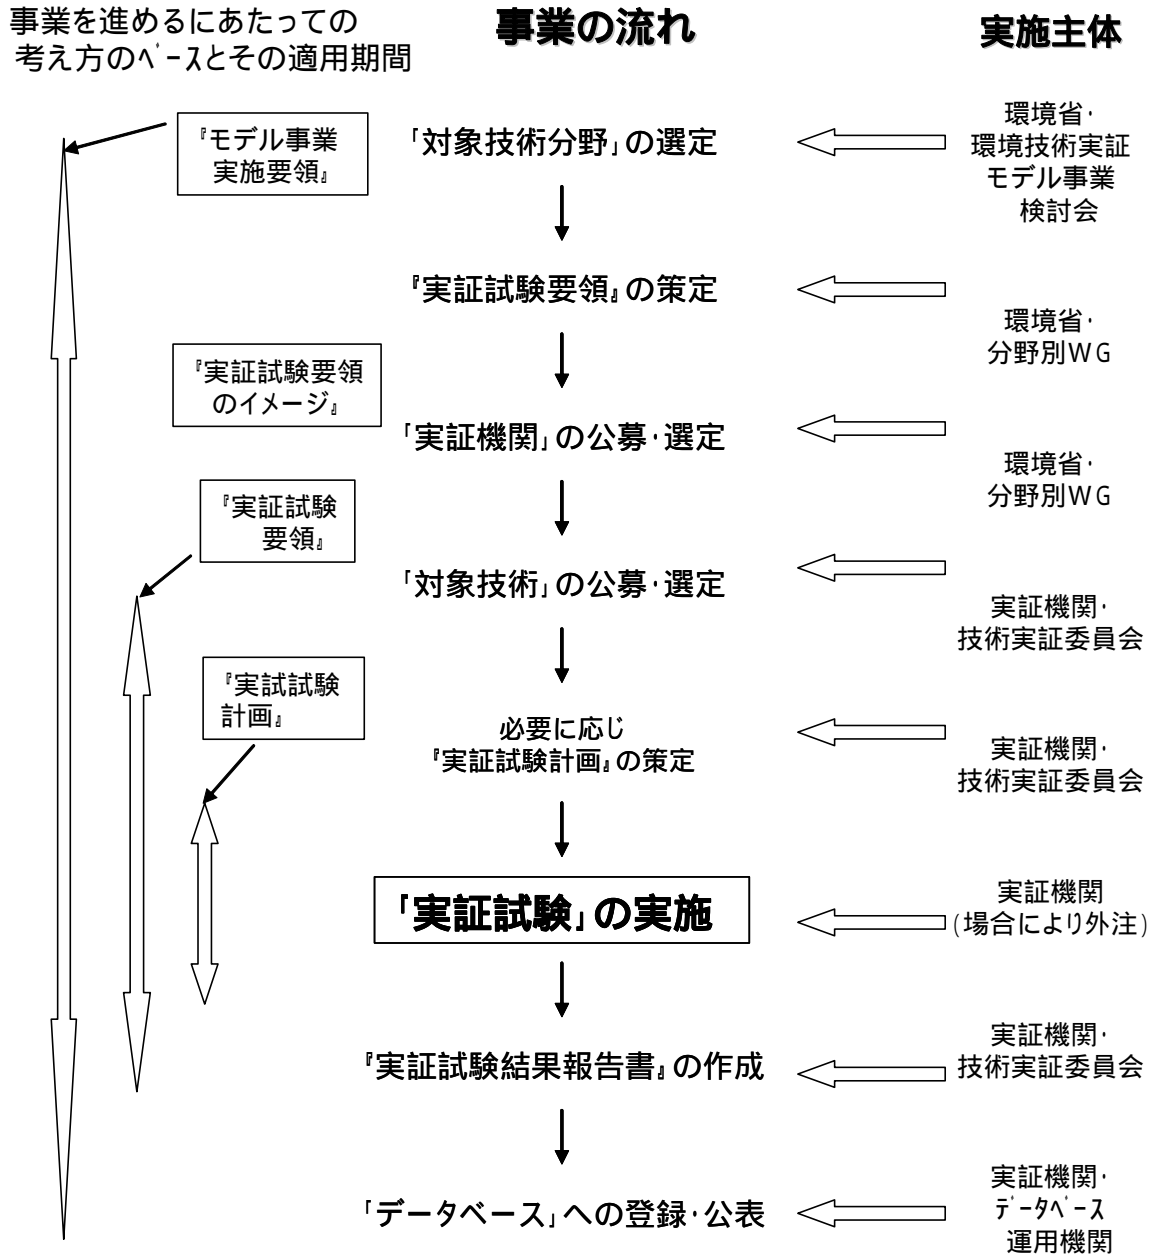 事業を進めるにあたっての
考え方のﾍﾞｰｽとその適用期間
事業の流れ
実施主体
『モデル事業
実施要領』
「対象技術分野」の選定
環境省・
環境技術実証
モデル事業
検討会
『実証試験要領』の策定
環境省・
分野別WG
『実証試験要領
のイメージ』
「実証機関」の公募・選定
環境省・
分野別WG
『実証試験
要領』
「対象技術」の公募・選定
実証機関・
技術実証委員会
『実試試験
計画』
必要に応じ
『実証試験計画』の策定
実証機関・
技術実証委員会
「実証試験」の実施
実証機関
(場合により外注)
『実証試験結果報告書』の作成
実証機関・
技術実証委員会
「データベース」への登録・公表
実証機関・
ﾃﾞｰﾀﾍﾞｰｽ
運用機関